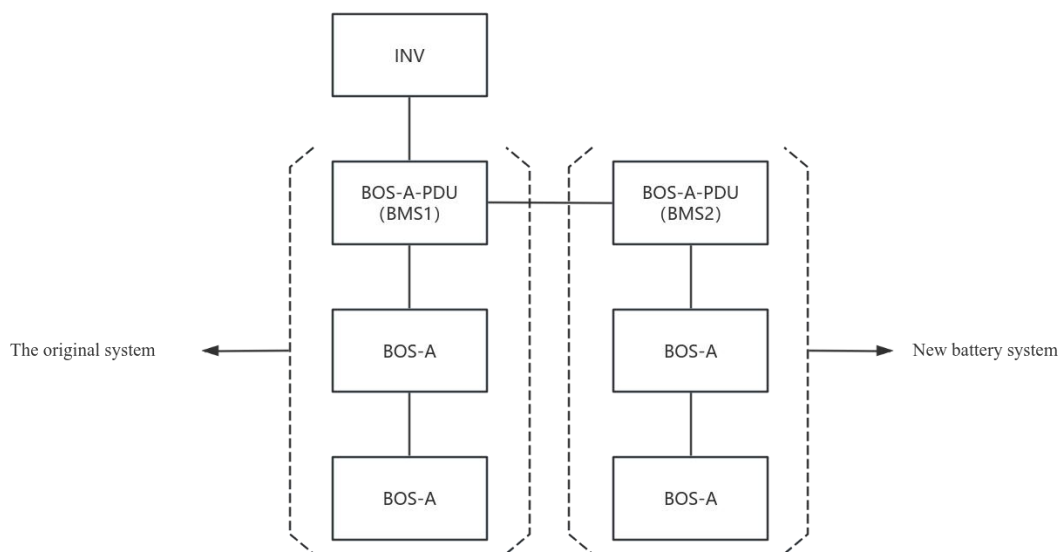 INV
BOS-A-PDU
(BMS1)
BOS-A-PDU
(BMS2)
The original system
BOS-A
BOS-A
New battery system
BOS-A
BOS-A